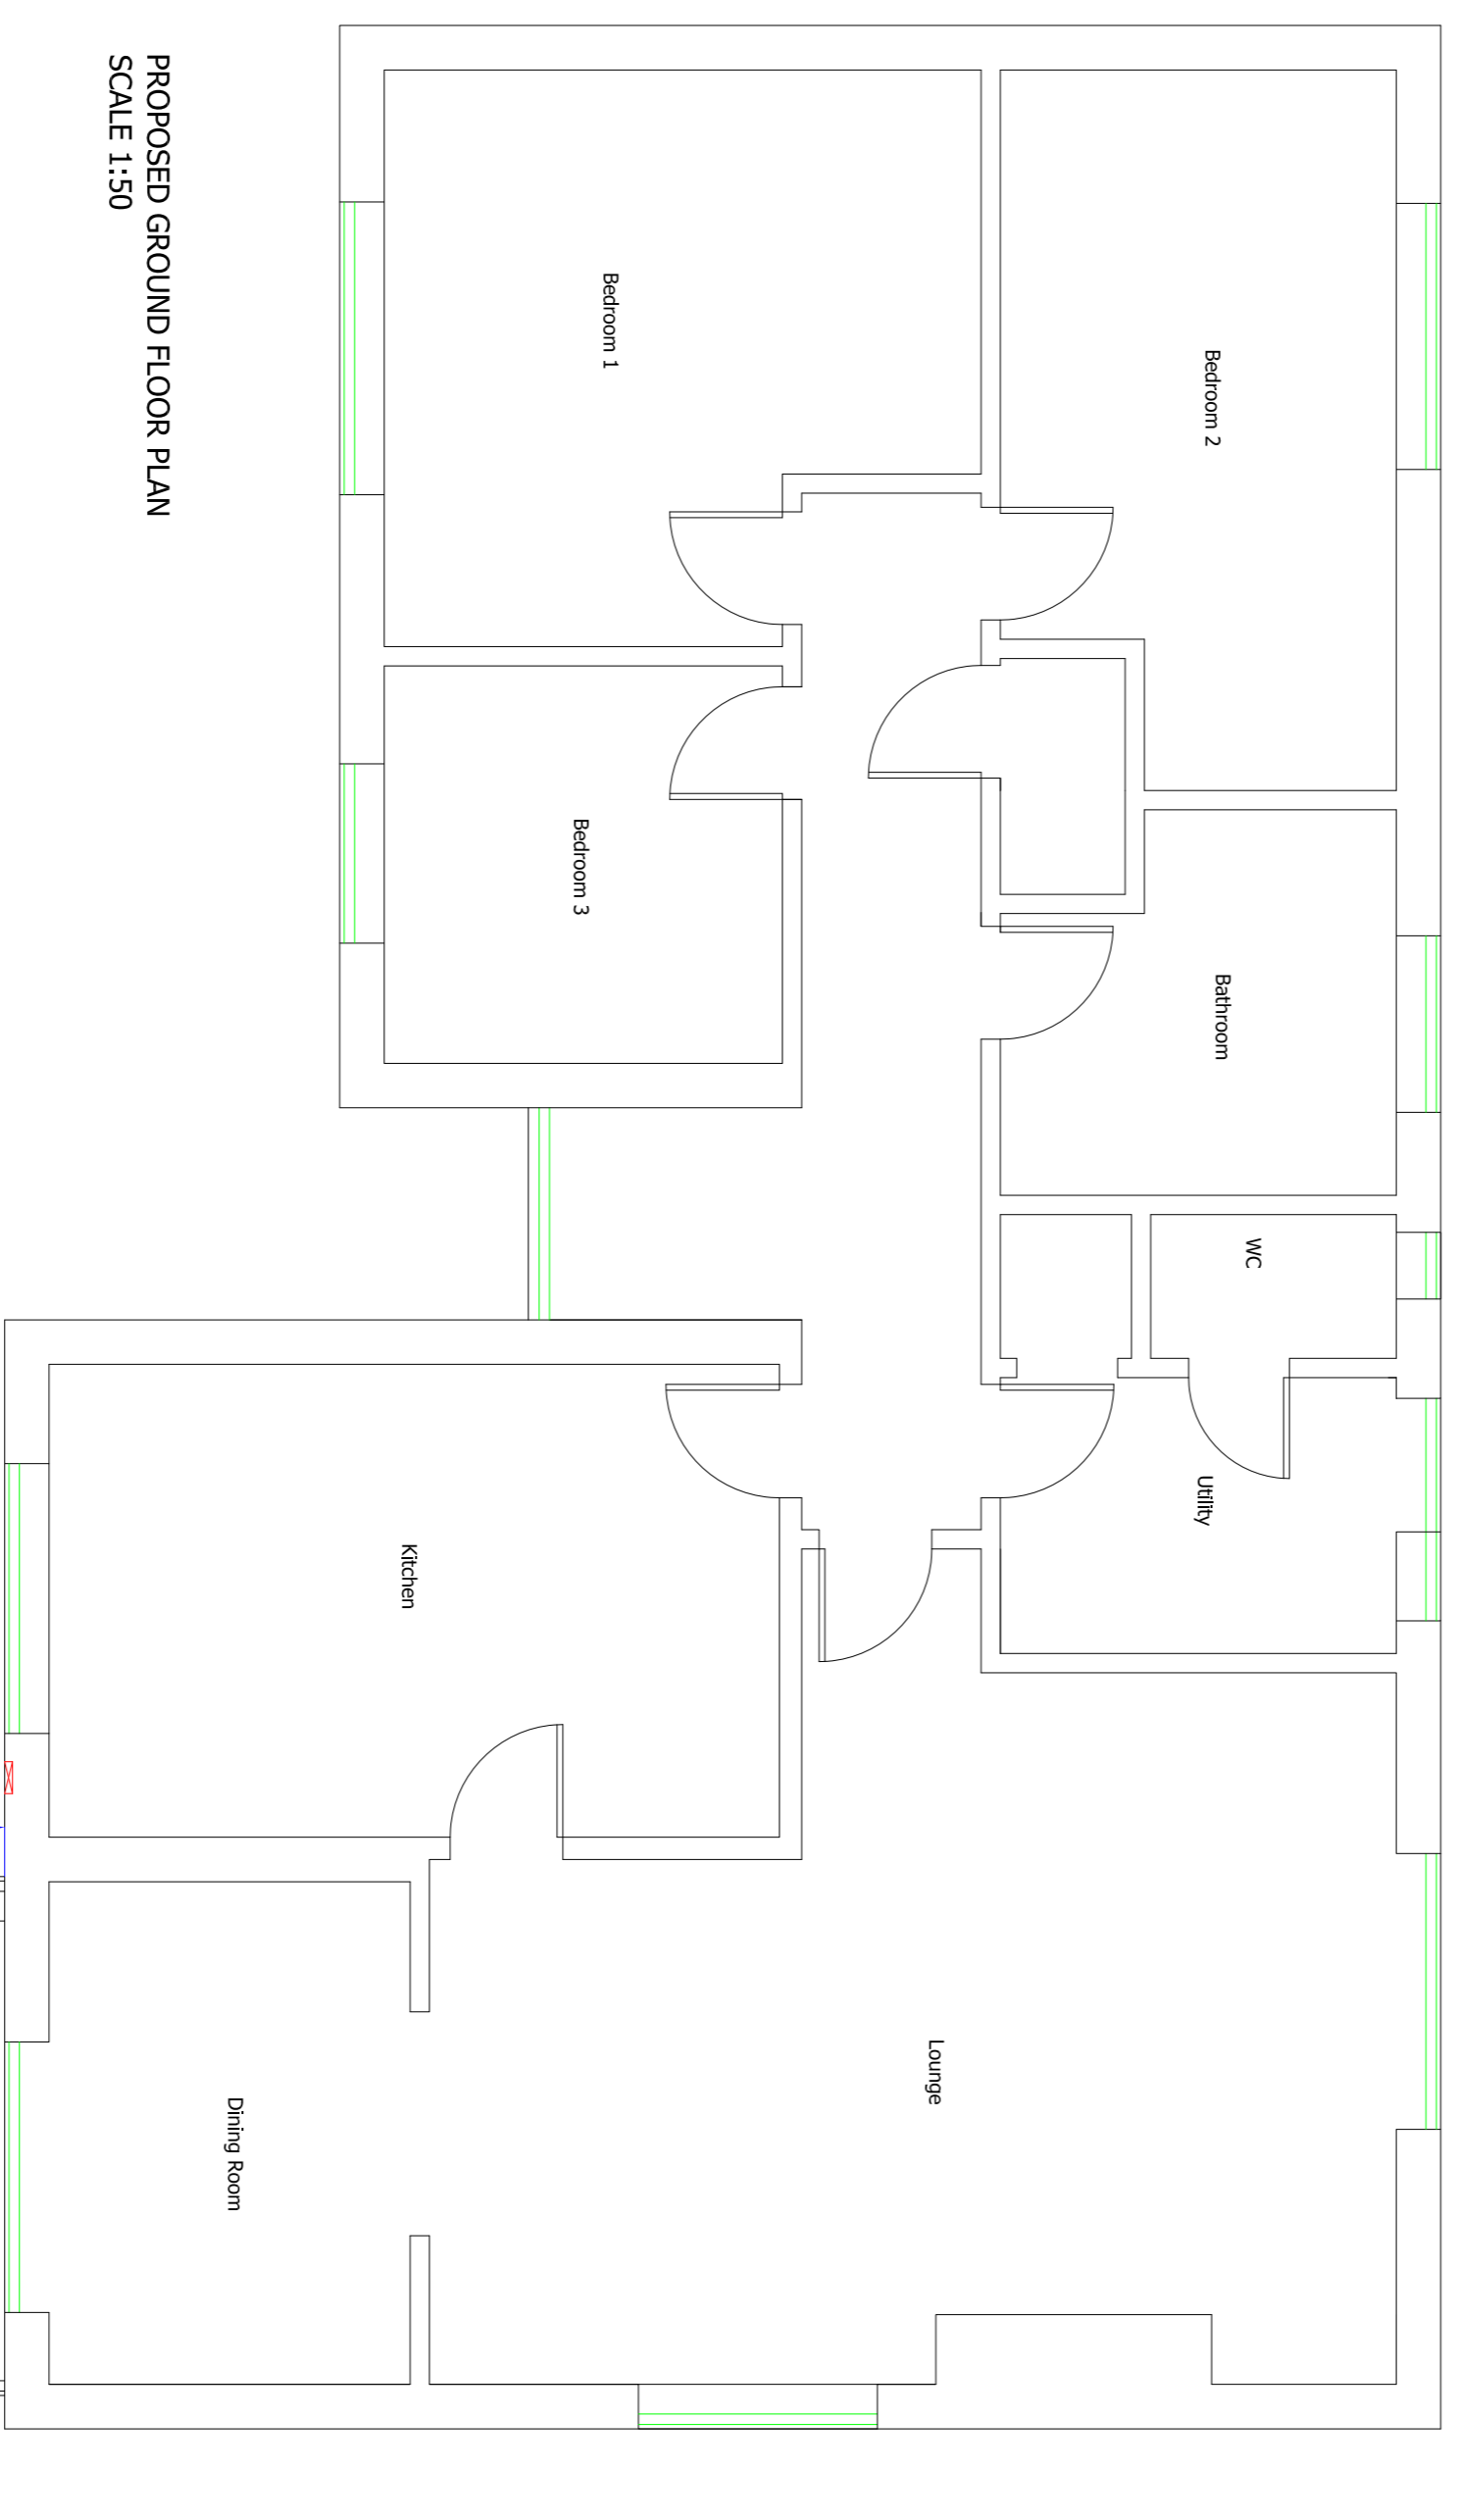 Bedroom 2
Bathroom
WC
Utility
Lounge
Bedroom 1
Bedroom 3
Kitchen
Dining Room
PROPOSED GROUND FLOOR PLAN
SCALE 1:50